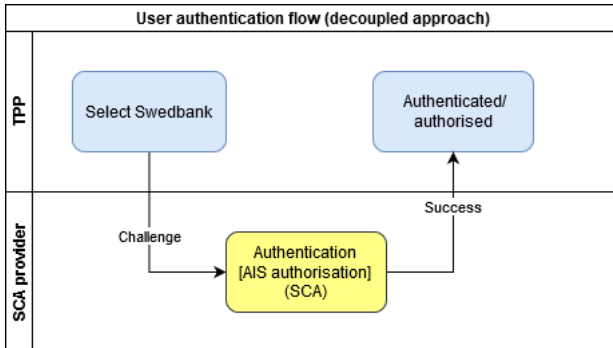 User authentication flow (decoupled approach)
TPP
Select Swedbank
Authenticated/
authorised
Challenge
Success
SCA provider
Authentication
[AIS authorisation]
(SCA)